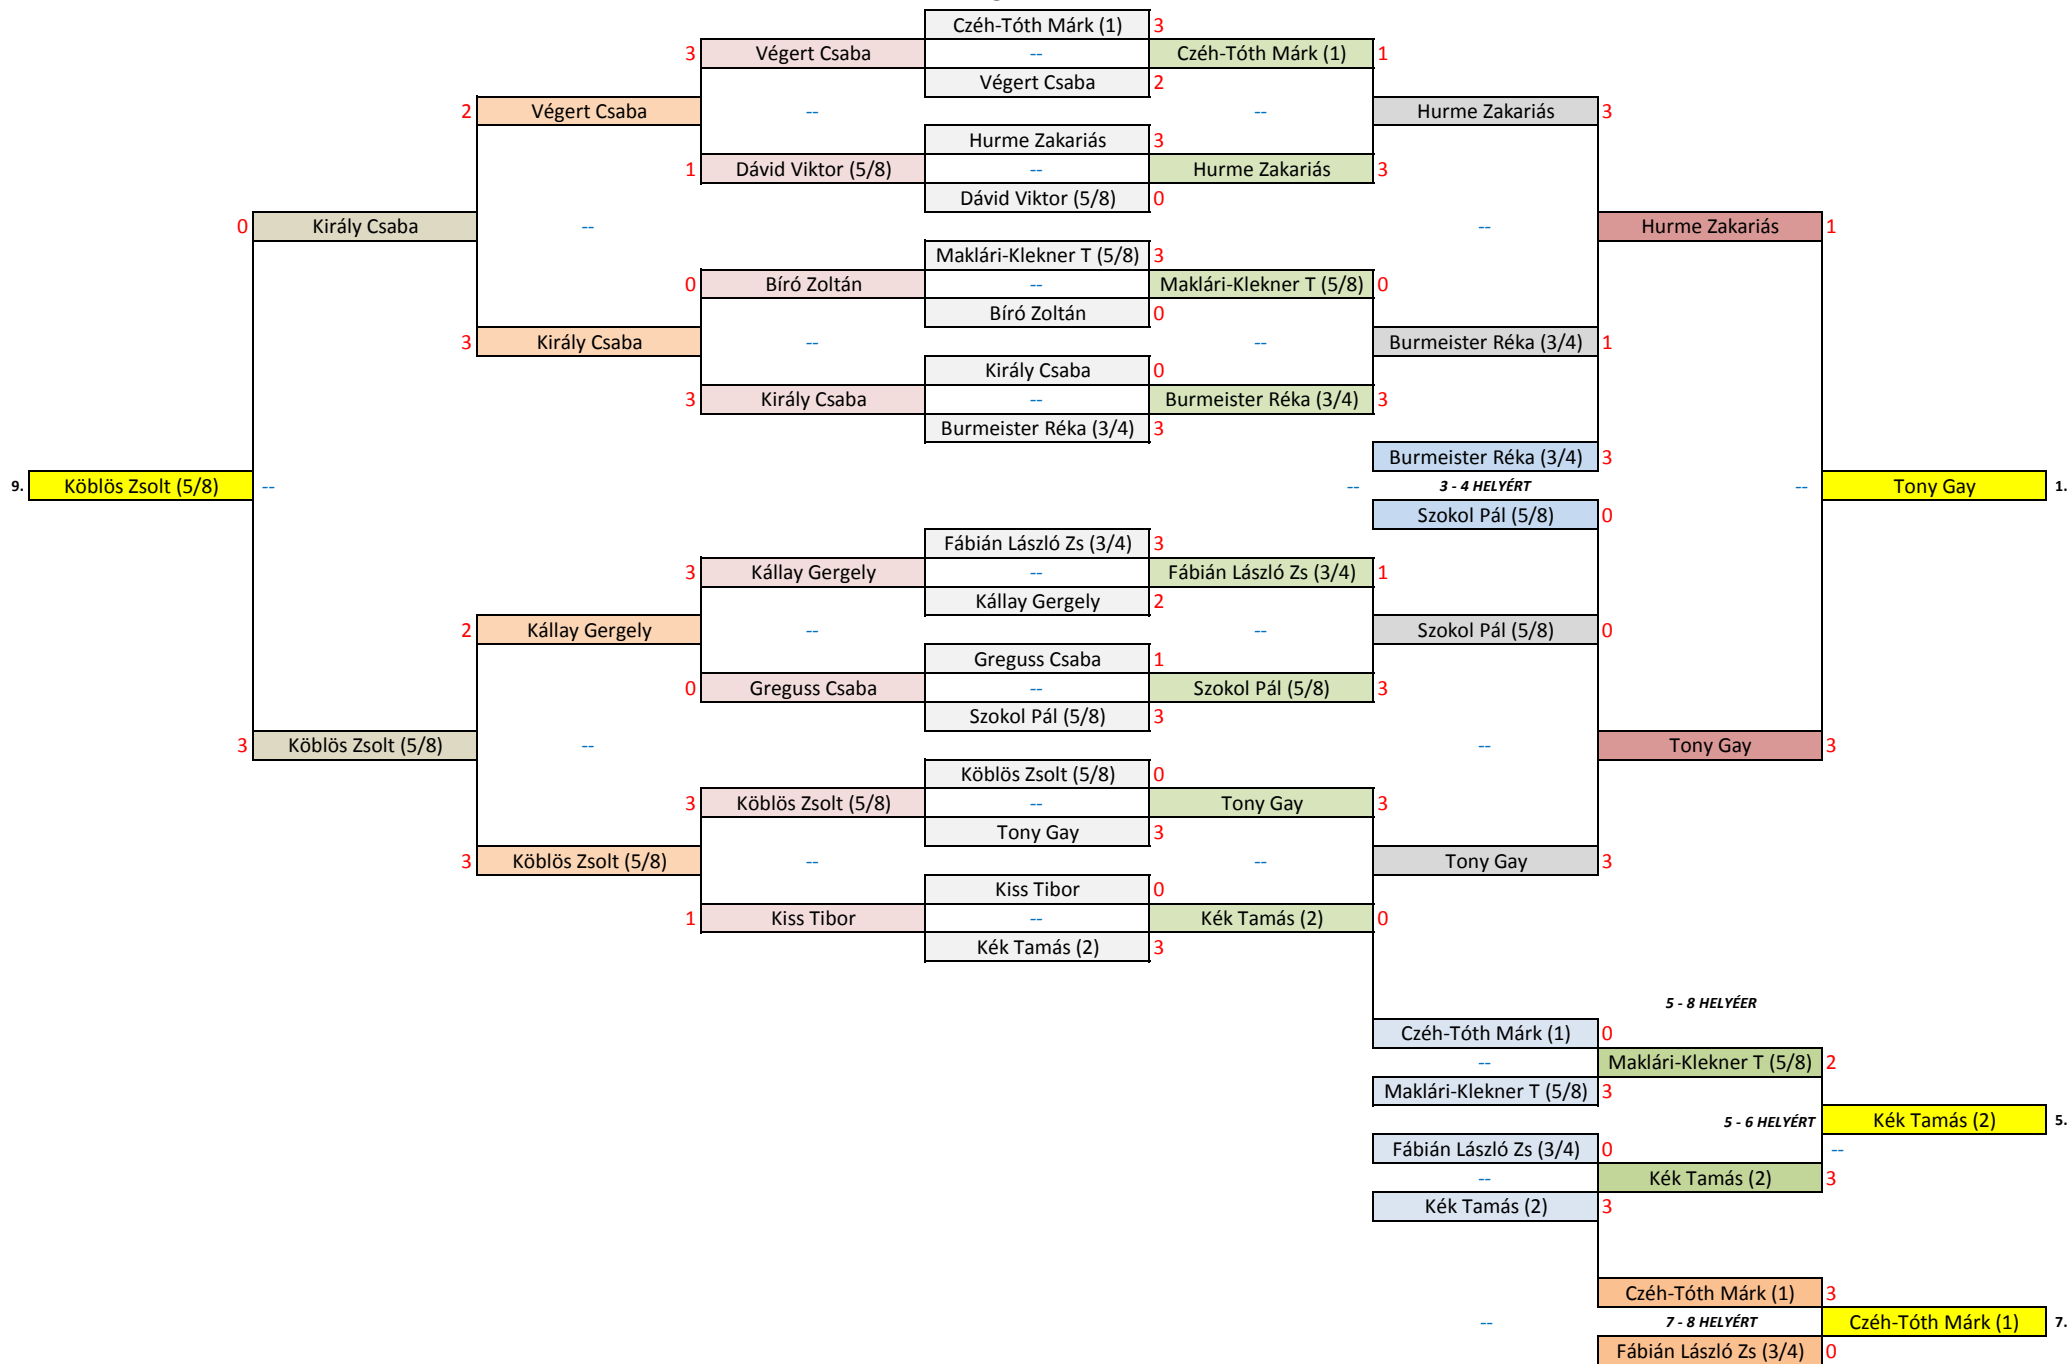 Czéh-Tóth Márk (1) 3
3 Végert Csaba -- Czéh-Tóth Márk (1) 1
Végert Csaba 2
2 Végert Csaba -- -- Hurme Zakariás 3
Hurme Zakariás 3
1 Dávid Viktor (5/8) -- Hurme Zakariás 3
Dávid Viktor (5/8) 0
0 Király Csaba -- -- Hurme Zakariás 1
Maklári-Klekner T (5/8) 3
0 Bíró Zoltán -- Maklári-Klekner T (5/8) 0
Bíró Zoltán 0
3 Király Csaba -- -- Burmeister Réka (3/4) 1
Király Csaba 0
3 Király Csaba -- Burmeister Réka (3/4) 3
Burmeister Réka (3/4) 3
Burmeister Réka (3/4) 3
9. Köblös Zsolt (5/8) -- -- 3 - 4 HELYÉRT -- Tony Gay 1.
Szokol Pál (5/8) 0
Fábián László Zs (3/4) 3
3 Kállay Gergely -- Fábián László Zs (3/4) 1
Kállay Gergely 2
2 Kállay Gergely -- -- Szokol Pál (5/8) 0
Greguss Csaba 1
0 Greguss Csaba -- Szokol Pál (5/8) 3
Szokol Pál (5/8) 3
3 Köblös Zsolt (5/8) -- -- Tony Gay 3
Köblös Zsolt (5/8) 0
3 Köblös Zsolt (5/8) -- Tony Gay 3
Tony Gay 3
3 Köblös Zsolt (5/8) -- -- Tony Gay 3
Kiss Tibor 0
1 Kiss Tibor -- Kék Tamás (2) 0
Kék Tamás (2) 3
5 - 8 HELYÉER
Czéh-Tóth Márk (1) 0
-- Maklári-Klekner T (5/8) 2
Maklári-Klekner T (5/8) 3
5 - 6 HELYÉRT Kék Tamás (2) 5.
Fábián László Zs (3/4) 0 --
-- Kék Tamás (2) 3
Kék Tamás (2) 3
Czéh-Tóth Márk (1) 3
-- 7 - 8 HELYÉRT Czéh-Tóth Márk (1) 7.
Fábián László Zs (3/4) 0